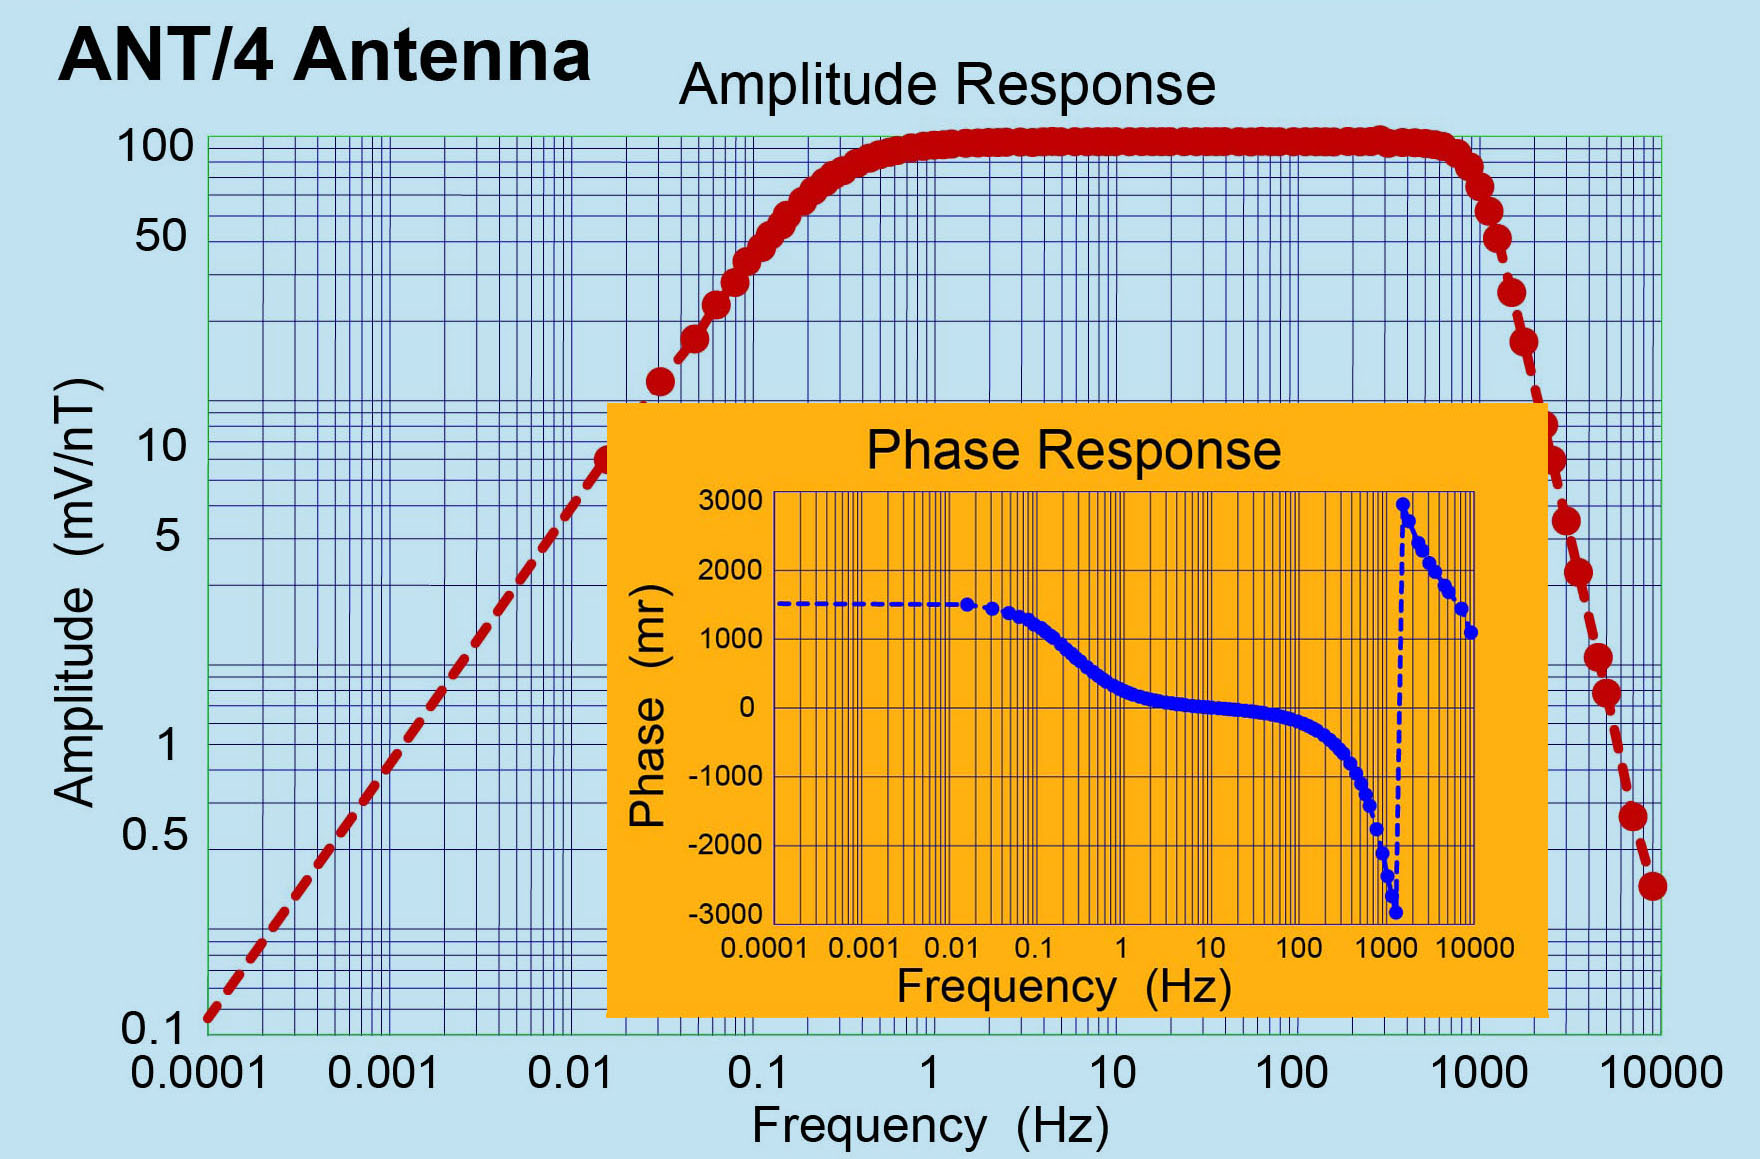 ANT/4 Antenna
Amplitude Response
100
50
10
5
1
0.5
0.1
Amplitude (mV/nT)
0.0001 0.001 0.01 0.1 1 10 100 1000 10000
Frequency (Hz)
Phase Response
3000
2000
1000
0
-1000
-2000
-3000
Phase (mr)
0.0001 0.001 0.01 0.1 1 10 100 1000 10000
Frequency (Hz)